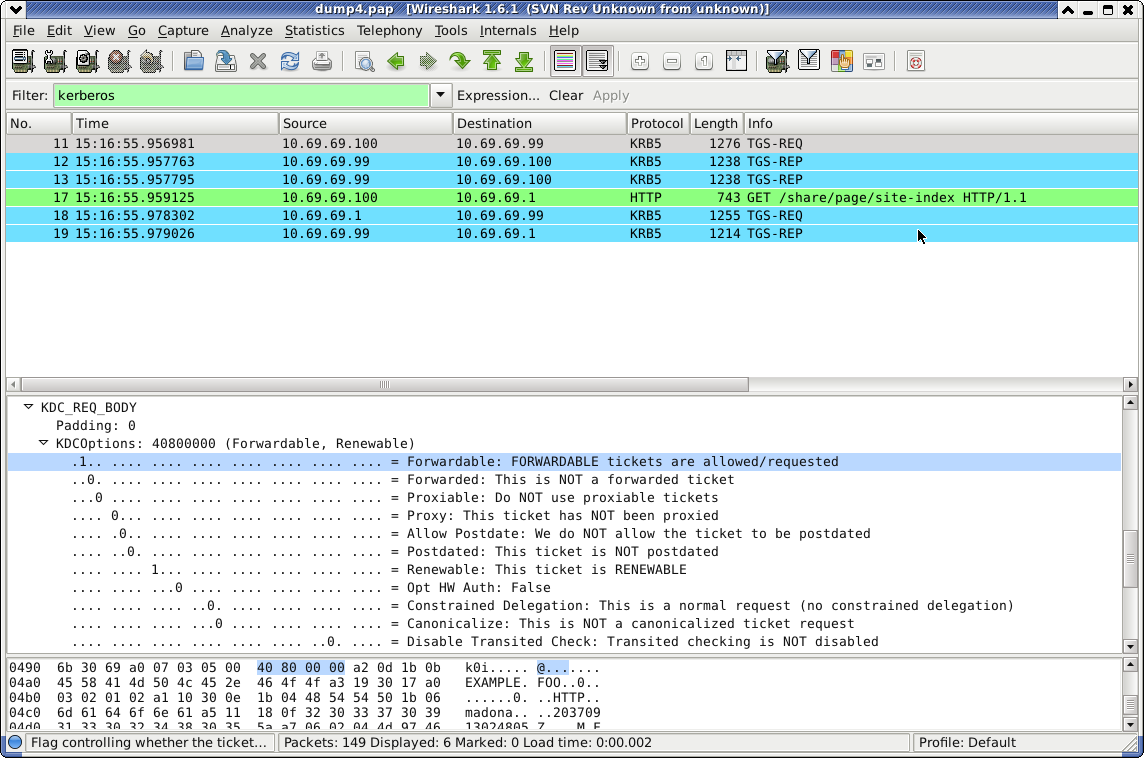 dump4.pap   [Wireshark 1.6.1  (SVN Rev Unknown from unknown)]
File Edit View Go Capture Analyze Statistics Telephony Tools Internals Help
Filter: kerberos Expression... Clear Apply
No. Time Source Destination Protocol Length Info
11 15:16:55.956981 10.69.69.100 10.69.69.99 KRB5 1276 TGS-REQ
12 15:16:55.957763 10.69.69.99 10.69.69.100 KRB5 1238 TGS-REP
13 15:16:55.957795 10.69.69.99 10.69.69.100 KRB5 1238 TGS-REP
17 15:16:55.959125 10.69.69.100 10.69.69.1 HTTP 743 GET /share/page/site-index HTTP/1.1
18 15:16:55.978302 10.69.69.1 10.69.69.99 KRB5 1255 TGS-REQ
19 15:16:55.979026 10.69.69.99 10.69.69.1 KRB5 1214 TGS-REP
KDC_REQ_BODY
Padding: 0
KDCOptions: 40800000 (Forwardable, Renewable)
.1.. .... .... .... .... .... .... .... = Forwardable: FORWARDABLE tickets are allowed/requested
..0. .... .... .... .... .... .... .... = Forwarded: This is NOT a forwarded ticket
...0 .... .... .... .... .... .... .... = Proxiable: Do NOT use proxiable tickets
.... 0... .... .... .... .... .... .... = Proxy: This ticket has NOT been proxied
.... .0.. .... .... .... .... .... .... = Allow Postdate: We do NOT allow the ticket to be postdated
.... ..0. .... .... .... .... .... .... = Postdated: This ticket is NOT postdated
.... .... 1... .... .... .... .... .... = Renewable: This ticket is RENEWABLE
.... .... ...0 .... .... .... .... .... = Opt HW Auth: False
.... .... .... ..0. .... .... .... .... = Constrained Delegation: This is a normal request (no constrained delegation)
.... .... .... ...0 .... .... .... .... = Canonicalize: This is NOT a canonicalized ticket request
.... .... .... .... .... .... ..0. .... = Disable Transited Check: Transited checking is NOT disabled
0490 6b 30 69 a0 07 03 05 00 40 80 00 00 a2 0d 1b 0b k0i..... @.......
04a0 45 58 41 4d 50 4c 45 2e 46 4f 4f a3 19 30 17 a0 EXAMPLE. FOO..0..
04b0 03 02 01 02 a1 10 30 0e 1b 04 48 54 54 50 1b 06 ......0. ..HTTP..
04c0 6d 61 64 6f 6e 61 a5 11 18 0f 32 30 33 37 30 39 madona.. ..203709
04d0 31 33 30 32 34 38 30 35 5a a7 06 02 04 4d 97 46 13024805 Z....M.F
Flag controlling whether the ticket... Packets: 149 Displayed: 6 Marked: 0 Load time: 0:00.002 Profile: Default